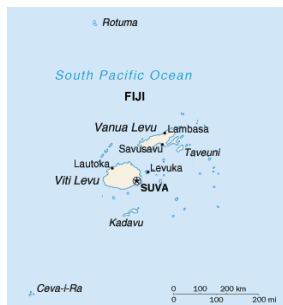 Rotuma
South Pacific Ocean
FIJI
Vanua Levu
Lambasa
Savusavu
Taveuni
Lautoka
Levuka
Viti Levu
SUVA
Kadavu
Ceva-I-Ra
0 100 200 km
0 100 200 mi